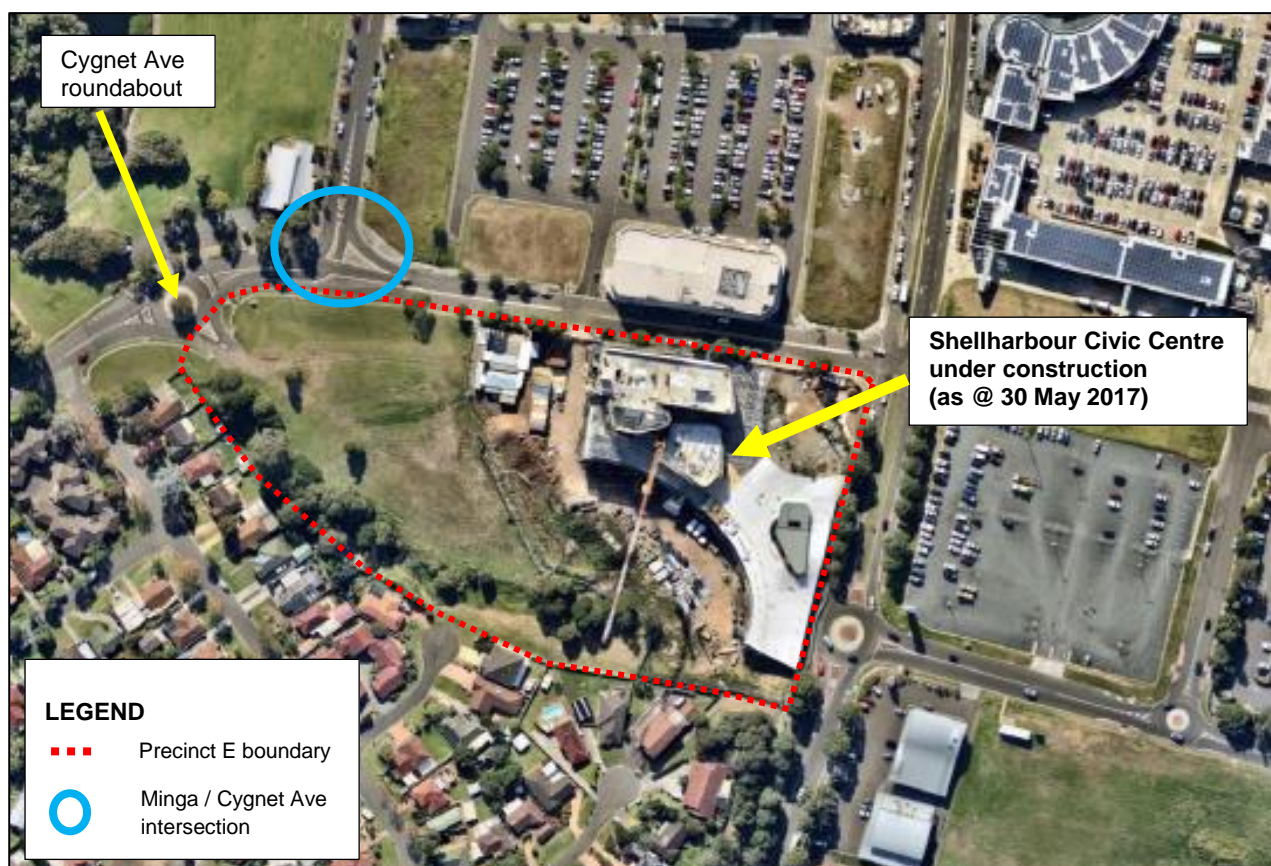 Cygnet Ave
roundabout
Shellharbour Civic Centre
under construction
(as @ 30 May 2017)
LEGEND
Precinct E boundary
Minga / Cygnet Ave
intersection